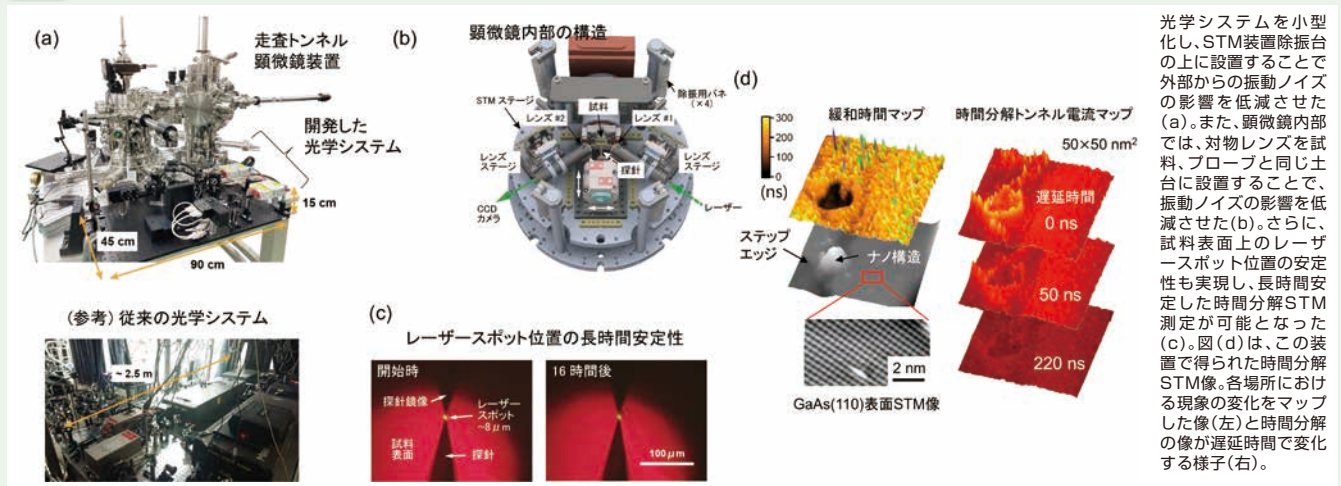 (a)
走査トンネル
顕微鏡装置
開発した
光学システム
15 cm
45 cm
90 cm
(参考) 従来の光学システム
~ 2.5 m
(b)
顕微鏡内部の構造
除振用バネ
(×4)
STM ステージ
試料
レンズ #2
レンズ #1
レンズ
ステージ
レンズ
ステージ
探針
CCD
カメラ
レーザー
(c)
レーザースポット位置の長時間安定性
開始時
探針鏡像
レーザー
スポット
~8μm
試料
表面
探針
16 時間後
100μm
(d)
緩和時間マップ
300
200
100
0
(ns)
ステップ
エッジ
ナノ構造
2 nm
GaAs(110)表面STM像
時間分解トンネル電流マップ
50×50 nm²
遅延時間
0 ns
50 ns
220 ns
光学システムを小型
化し、STM装置除振台
の上に設置することで
外部からの振動ノイズ
の影響を低減させた
(a)。また、顕微鏡内部
では、対物レンズを試
料、プローブと同じ土
台に設置することで、
振動ノイズの影響を低
減させた(b)。さらに、
試料表面上のレーザ
ースポット位置の安定
性も実現し、長時間安
定した時間分解STM
測定が可能となった
(c)。図(d)は、この装
置で得られた時間分解
STM像。各場所におけ
る現象の変化をマップ
した像(左)と時間分解
の像が遅延時間で変化
する様子(右)。